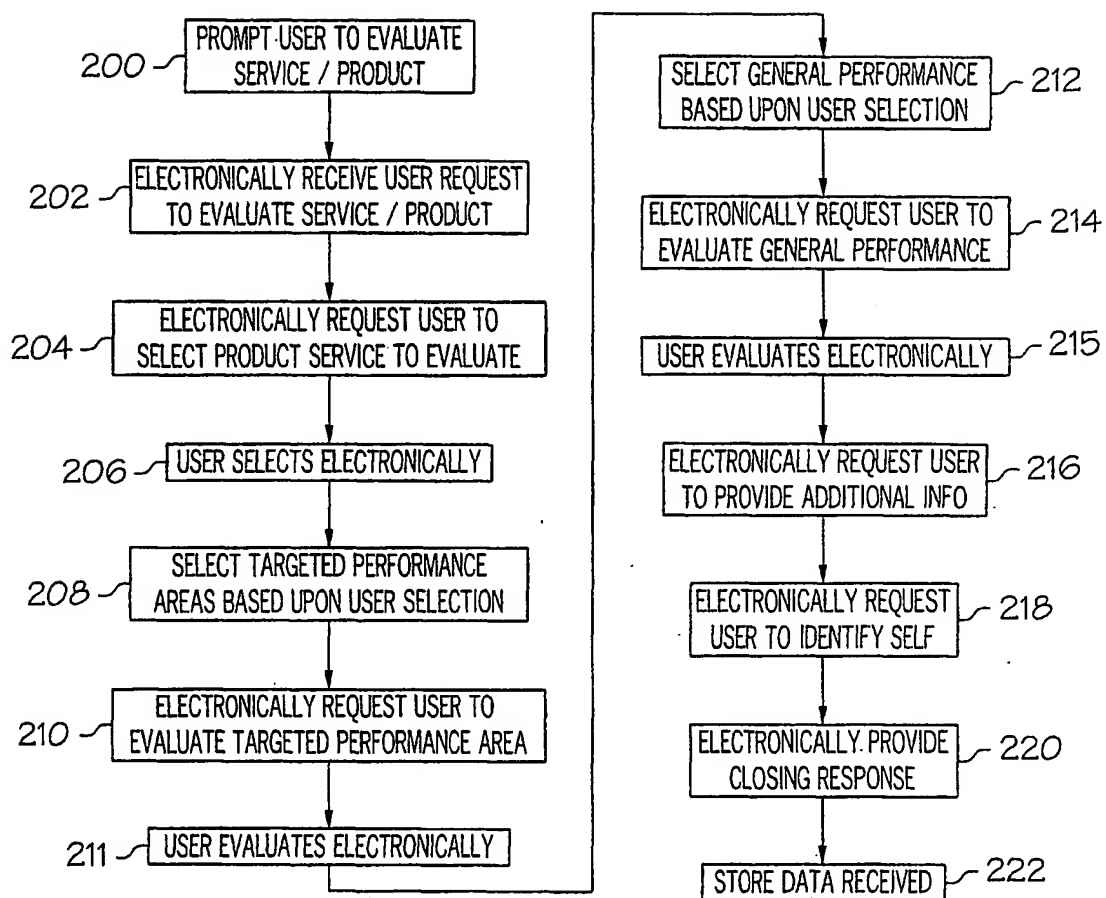 200
PROMPT USER TO EVALUATE
SERVICE / PRODUCT
202
ELECTRONICALLY RECEIVE USER REQUEST
TO EVALUATE SERVICE / PRODUCT
204
ELECTRONICALLY REQUEST USER TO
SELECT PRODUCT SERVICE TO EVALUATE
206
USER SELECTS ELECTRONICALLY
208
SELECT TARGETED PERFORMANCE
AREAS BASED UPON USER SELECTION
210
ELECTRONICALLY REQUEST USER TO
EVALUATE TARGETED PERFORMANCE AREA
211
USER EVALUATES ELECTRONICALLY
SELECT GENERAL PERFORMANCE
BASED UPON USER SELECTION
212
ELECTRONICALLY REQUEST USER TO
EVALUATE GENERAL PERFORMANCE
214
USER EVALUATES ELECTRONICALLY
215
ELECTRONICALLY REQUEST USER
TO PROVIDE ADDITIONAL INFO
216
ELECTRONICALLY REQUEST
USER TO IDENTIFY SELF
218
ELECTRONICALLY PROVIDE
CLOSING RESPONSE
220
STORE DATA RECEIVED
222